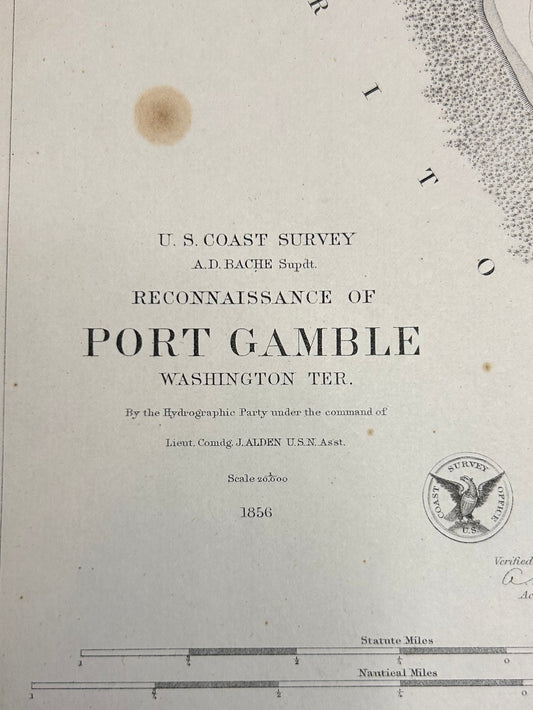 R
I
T
O
U. S. COAST SURVEY
A.D. BACHE Supdt.
RECONNAISSANCE OF
PORT GAMBLE
WASHINGTON TER.
By the Hydrographic Party under the command of
Lieut. Comdg. J. ALDEN U.S.N. Asst.
Scale 1/20,000
1856
COAST SURVEY OFFICE
U.S.
Verified
Statute Miles
1 3/4 1/2 1/4 0
Nautical Miles
1 3/4 1/2 1/4 0